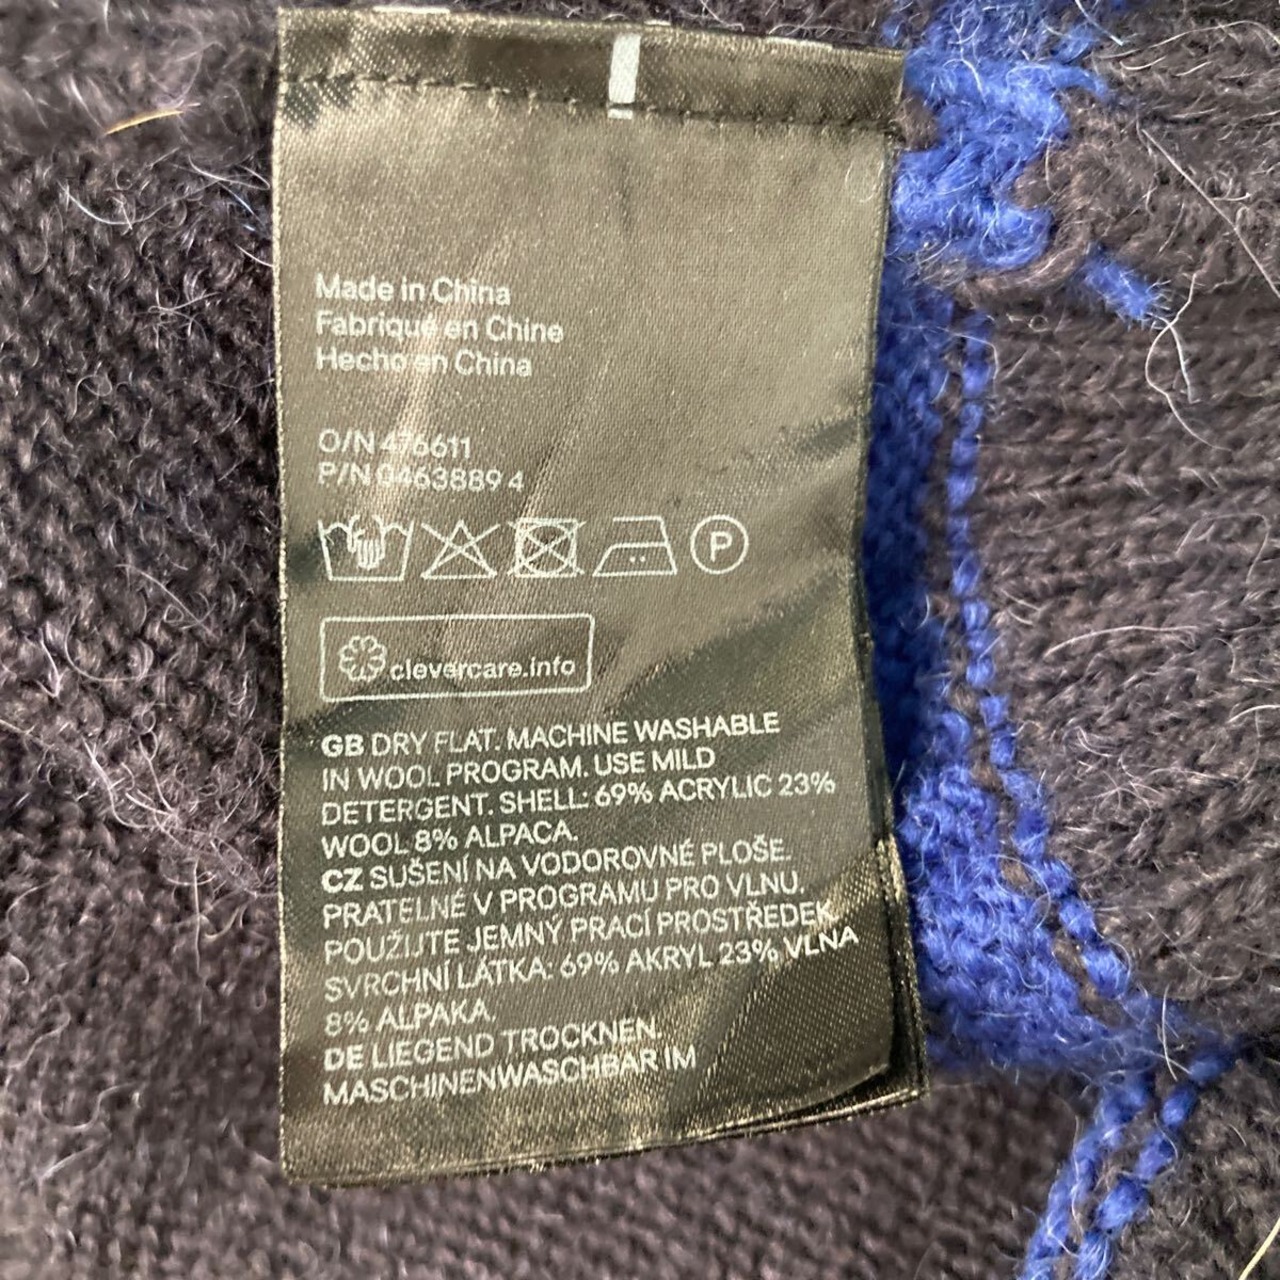 Made in China
Fabriqué en Chine
Hecho en China
O/N 476611
P/N 0463889 4
P
clevercare.info
GB DRY FLAT. MACHINE WASHABLE
IN WOOL PROGRAM. USE MILD
DETERGENT. SHELL: 69% ACRYLIC 23%
WOOL 8% ALPACA.
CZ SUŠENÍ NA VODOROVNÉ PLOŠE.
PRATELNÉ V PROGRAMU PRO VLNU.
POUŽIJTE JEMNÝ PRACÍ PROSTŘEDEK.
SVRCHNÍ LÁTKA: 69% AKRYL 23% VLNA
8% ALPAKA.
DE LIEGEND TROCKNEN.
MASCHINENWASCHBAR IM